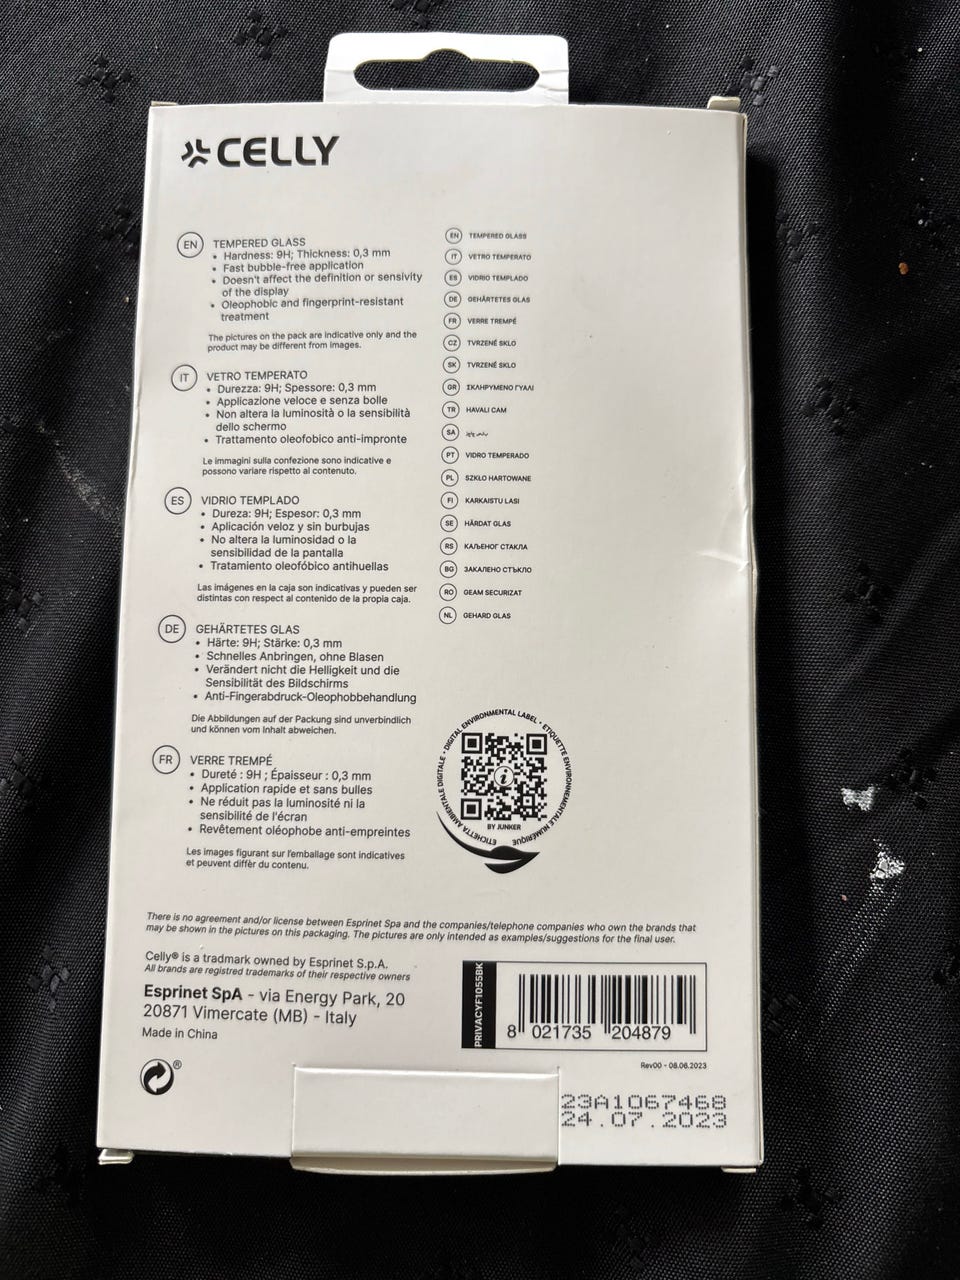 CELLY
EN TEMPERED GLASS
• Hardness: 9H; Thickness: 0,3 mm
• Fast bubble-free application
• Doesn't affect the definition or sensivity
of the display
• Oleophobic and fingerprint-resistant
treatment
The pictures on the pack are indicative only and the
product may be different from images.
IT VETRO TEMPERATO
• Durezza: 9H; Spessore: 0,3 mm
• Applicazione veloce e senza bolle
• Non altera la luminosità o la sensibilità
dello schermo
• Trattamento oleofobico anti-impronte
Le immagini sulla confezione sono indicative e
possono variare rispetto al contenuto.
ES VIDRIO TEMPLADO
• Dureza: 9H; Espesor: 0,3 mm
• Aplicación veloz y sin burbujas
• No altera la luminosidad o la
sensibilidad de la pantalla
• Tratamiento oleofóbico antihuellas
Las imágenes en la caja son indicativas y pueden ser
distintas con respect al contenido de la propia caja.
DE GEHÄRTETES GLAS
• Härte: 9H; Stärke: 0,3 mm
• Schnelles Anbringen, ohne Blasen
• Verändert nicht die Helligkeit und die
Sensibilität des Bildschirms
• Anti-Fingerabdruck-Oleophobbehandlung
Die Abbildungen auf der Packung sind unverbindlich
und können vom Inhalt abweichen.
FR VERRE TREMPÉ
• Dureté : 9H ; Épaisseur : 0,3 mm
• Application rapide et sans bulles
• Ne réduit pas la luminosité ni la
sensibilité de l'écran
• Revêtement oléophobe anti-empreintes
Les images figurant sur l'emballage sont indicatives
et peuvent différ du contenu.
EN TEMPERED GLASS
IT VETRO TEMPERATO
ES VIDRIO TEMPLADO
DE GEHÄRTETES GLAS
FR VERRE TREMPÉ
CZ TVRZENÉ SKLO
SK TVRZENÉ SKLO
GR ΣΚΛΗΡΥΜΕΝΟ ΓΥΑΛΙ
TR HAVALI CAM
SA
PT VIDRO TEMPERADO
PL SZKŁO HARTOWANE
FI KARKAISTU LASI
SE HÄRDAT GLAS
RS КАЉЕНОГ СТАКЛА
BG ЗАКАЛЕНО СТЪКЛО
RO GEAM SECURIZAT
NL GEHARD GLAS
ETICHETTA AMBIENTALE DIGITALE • DIGITAL ENVIRONMENTAL LABEL • ETIQUETTE ENVIRONNEMENTALE NUMÉRIQUE
i
BY JUNKER
There is no agreement and/or license between Esprinet Spa and the companies/telephone companies who own the brands that
may be shown in the pictures on this packaging. The pictures are only intended as examples/suggestions for the final user.
Celly® is a tradmark owned by Esprinet S.p.A.
All brands are registred trademarks of their respective owners
Esprinet SpA - via Energy Park, 20
20871 Vimercate (MB) - Italy
Made in China
®
PRIVACYF1055BK
8 021735 204879
Rev00 - 08.06.2023
23A1067468
24.07.2023